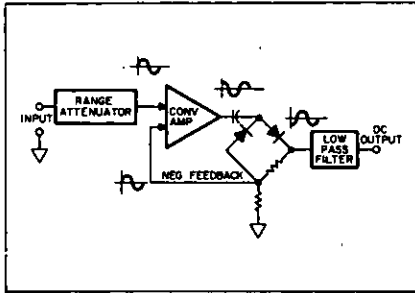 RANGE
ATTENUATOR
INPUT
CONV
AMP
NEG FEEDBACK
LOW
PASS
FILTER
DC
OUTPUT